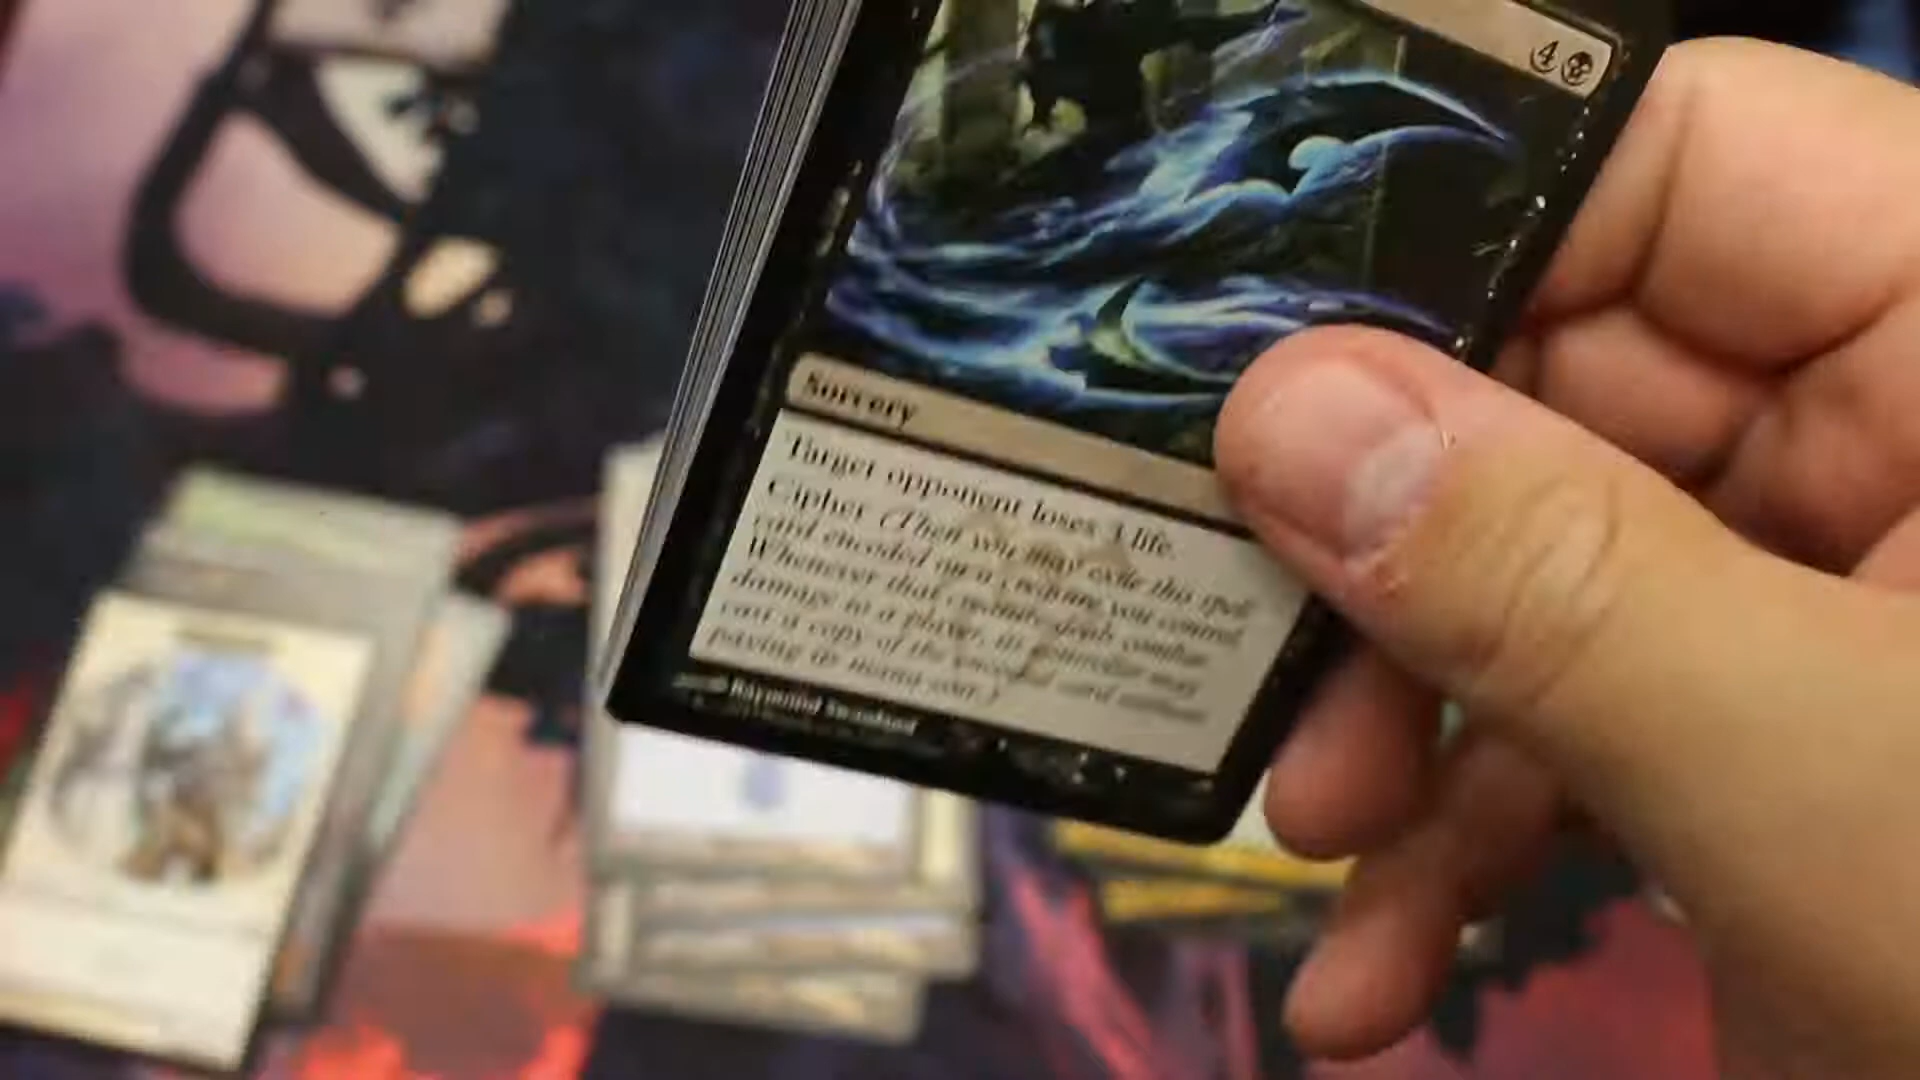 4
Sorcery
Target opponent loses 3 life.
Cipher (Then you may exile this spell
card encoded on a creature you control.
Whenever that creature deals combat
damage to a player, its controller may
cast a copy of the encoded card without
paying its mana cost.)
Raymond Swanland